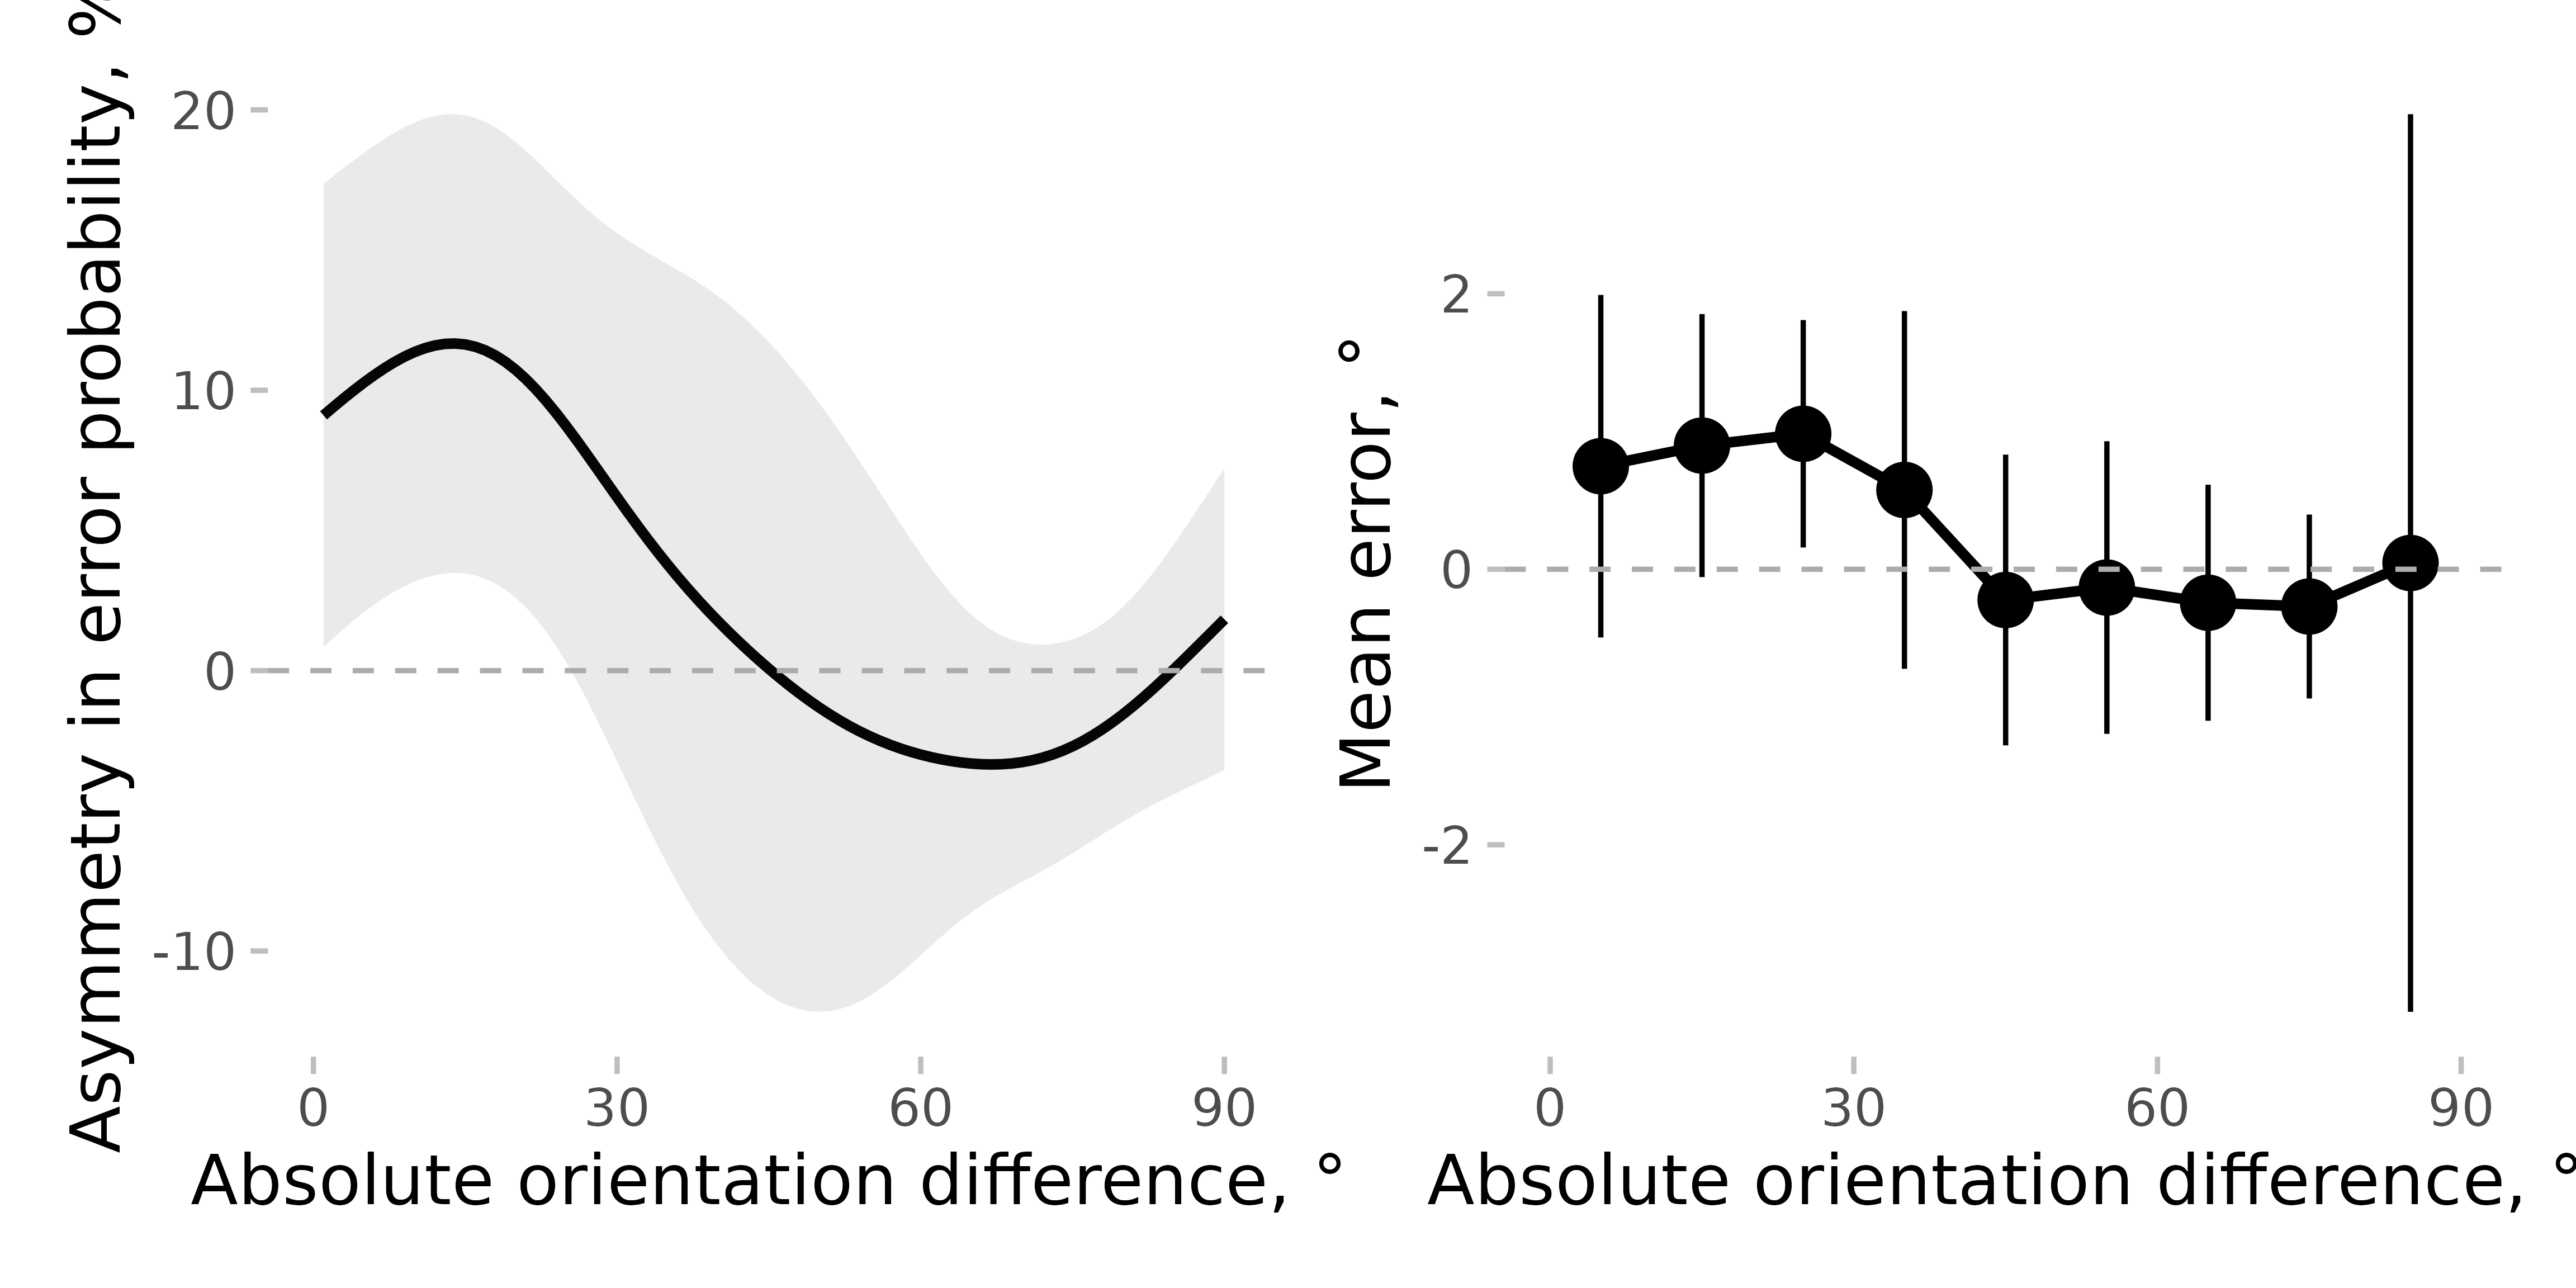 Asymmetry in error probability, %
20
10
0
-10
0 30 60 90
Absolute orientation difference, °
Mean error, °
2
0
-2
0 30 60 90
Absolute orientation difference, °